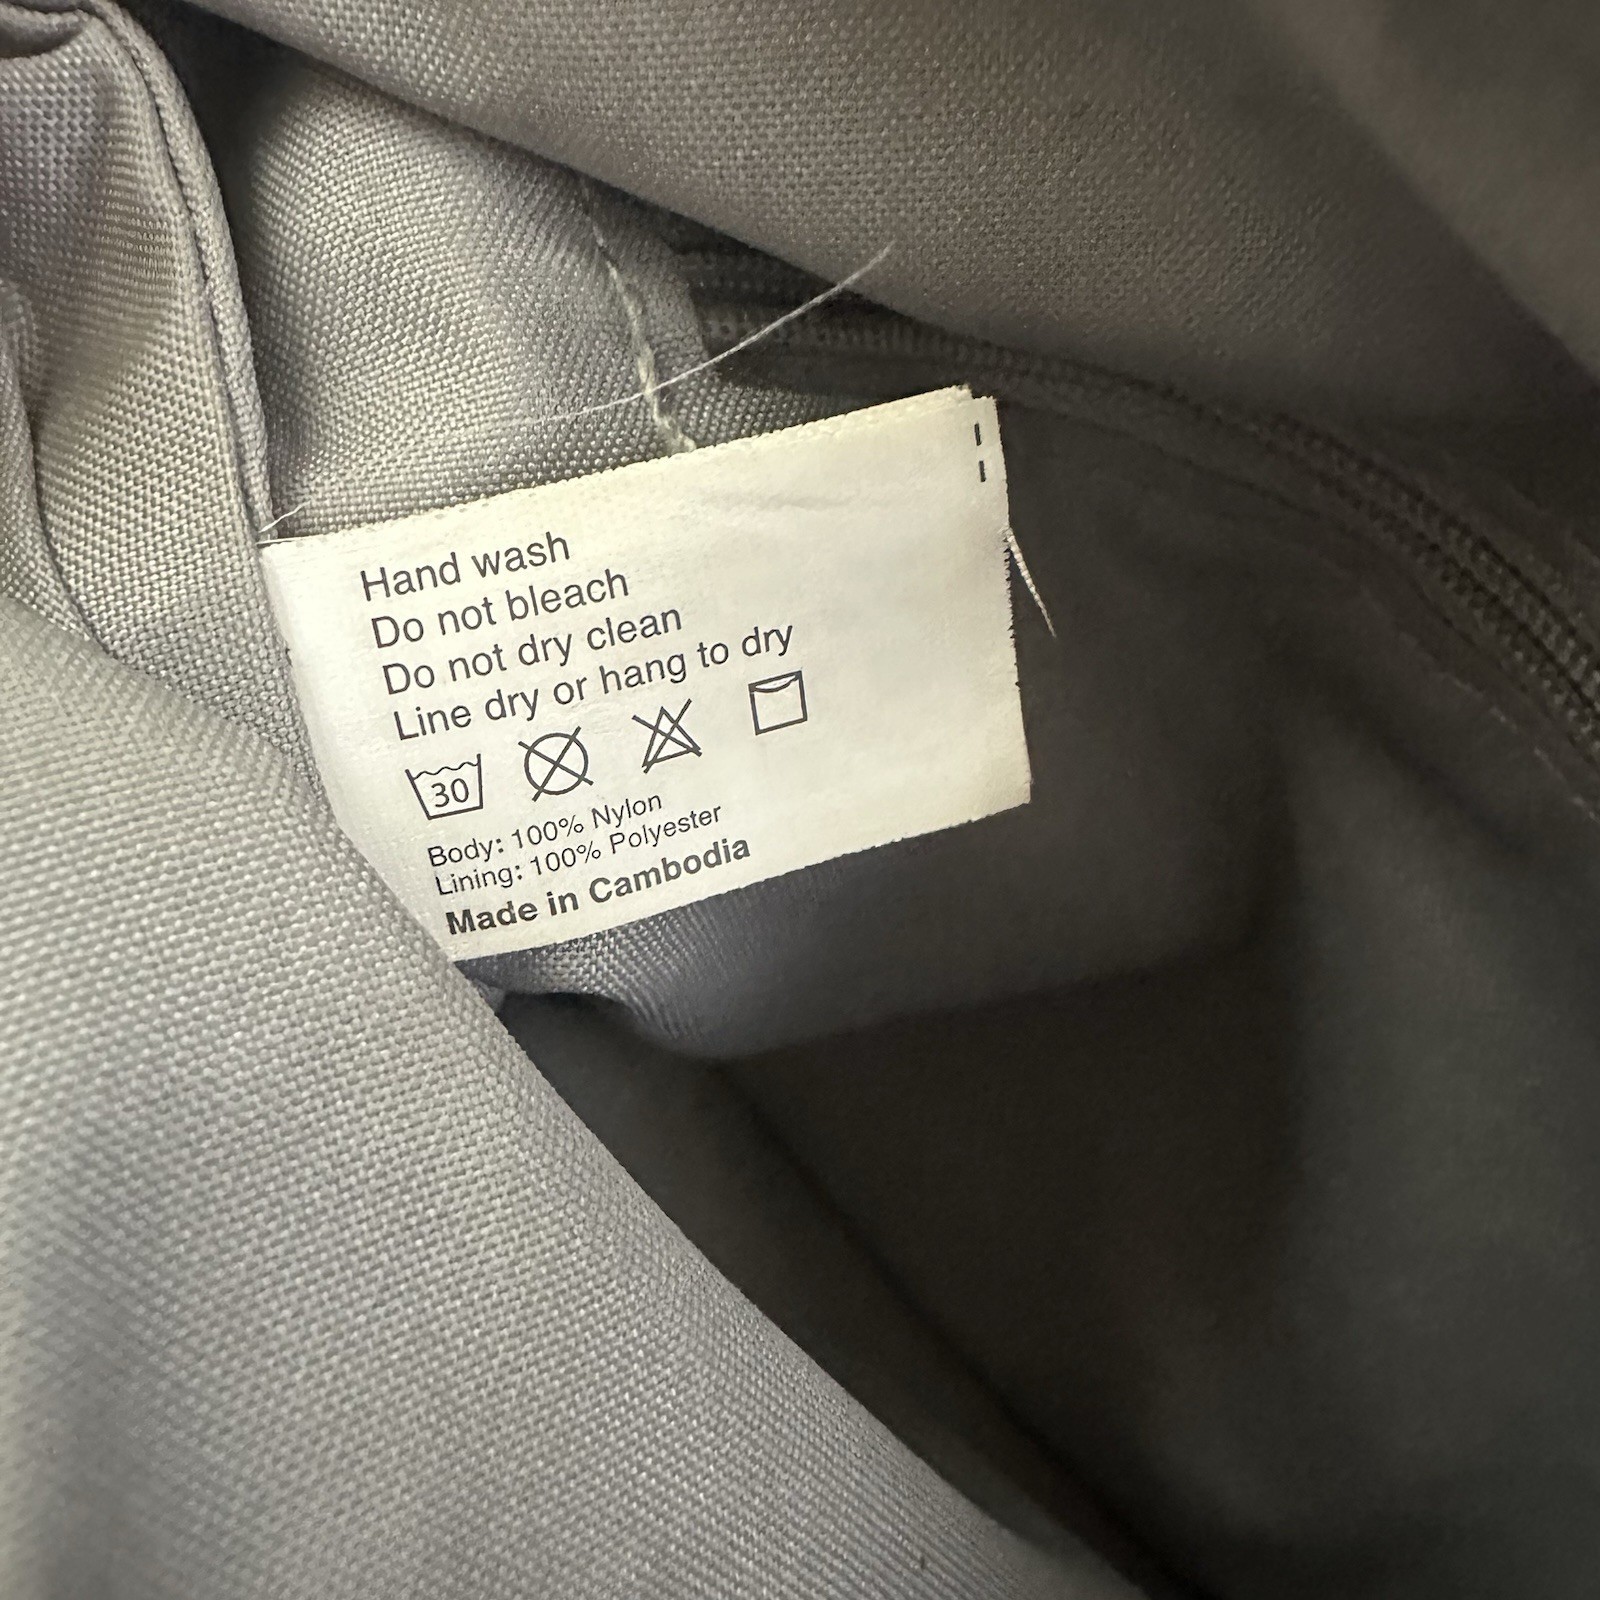 Hand wash
Do not bleach
Do not dry clean
Line dry or hang to dry
30
Body: 100% Nylon
Lining: 100% Polyester
Made in Cambodia